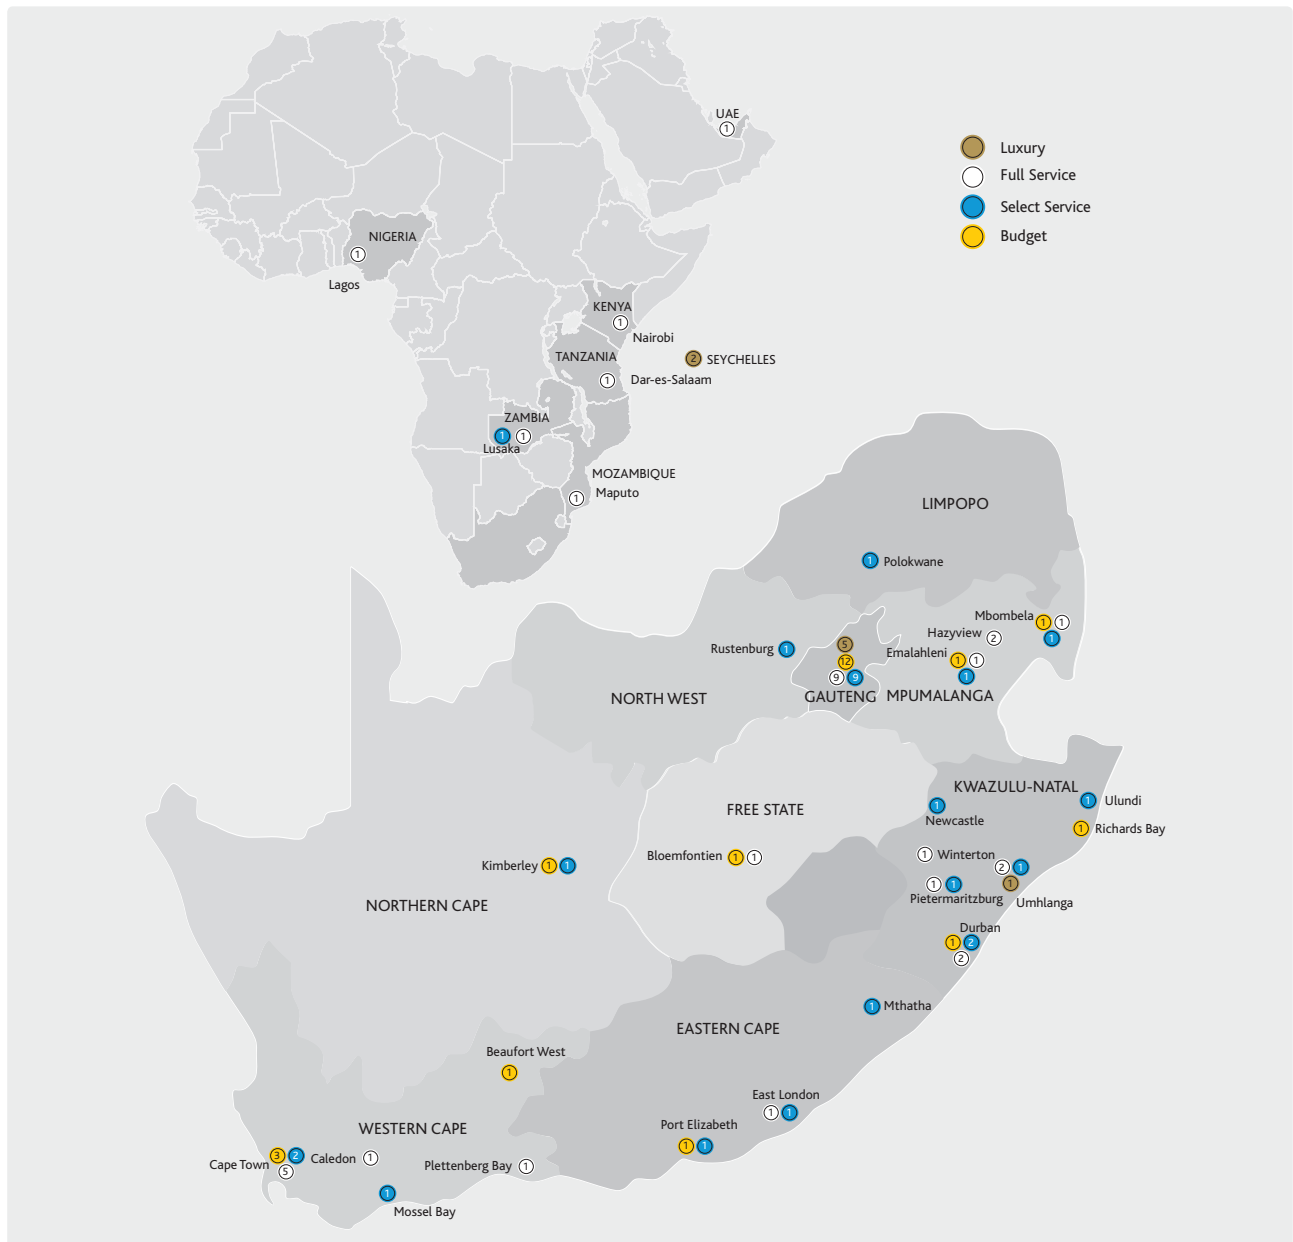 UAE
1
Luxury
Full Service
Select Service
Budget
NIGERIA
1
Lagos
KENYA
1
Nairobi
TANZANIA
1
Dar-es-Salaam
2 SEYCHELLES
ZAMBIA
1 1
Lusaka
MOZAMBIQUE
1 Maputo
LIMPOPO
1 Polokwane
Mbombela 1 1
1
Hazyview 2
Rustenburg 1
5
12
9 9
GAUTENG
Emalahleni 1 1
1
MPUMALANGA
NORTH WEST
KWAZULU-NATAL
1 Ulundi
1
Newcastle
1 Richards Bay
FREE STATE
Bloemfontien 1 1
1 Winterton
2 1
1
Umhlanga
1 1
Pietermaritzburg
Kimberley 1 1
NORTHERN CAPE
Durban
1 2
2
1 Mthatha
EASTERN CAPE
Beaufort West
1
East London
1 1
Port Elizabeth
1 1
WESTERN CAPE
Cape Town 3 2
5
Caledon 1
Plettenberg Bay 1
1
Mossel Bay